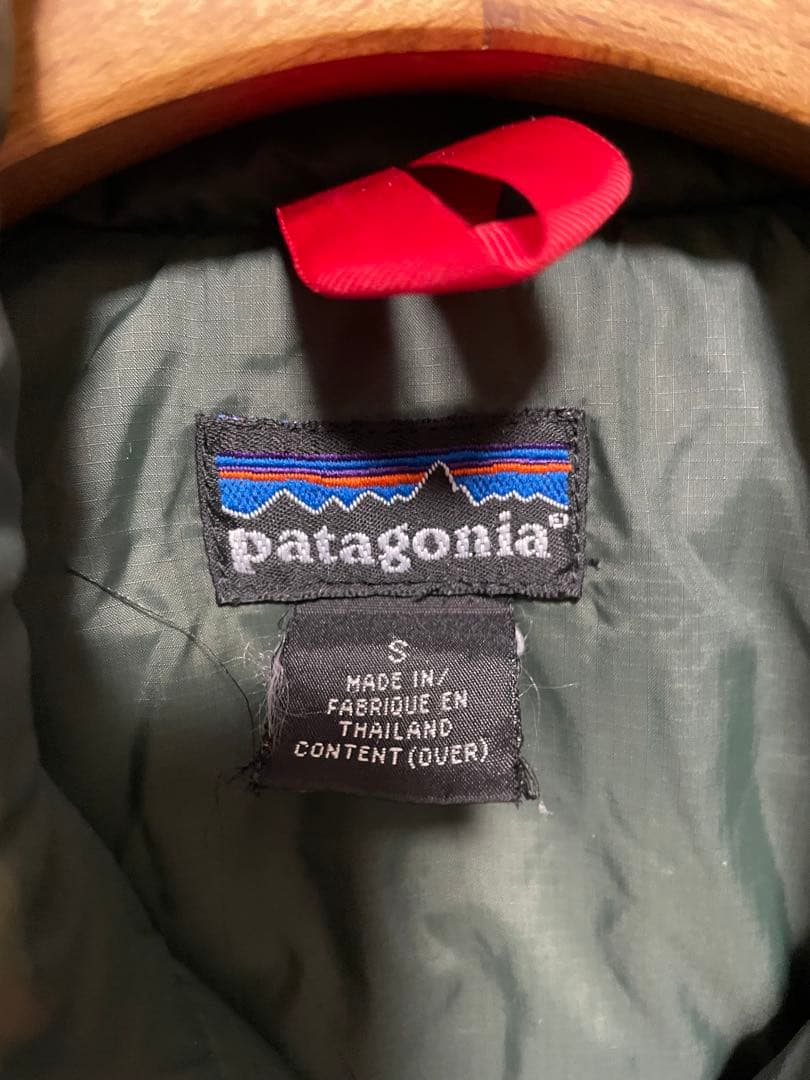 patagonia®
S
MADE IN/
FABRIQUE EN
THAILAND
CONTENT (OVER)